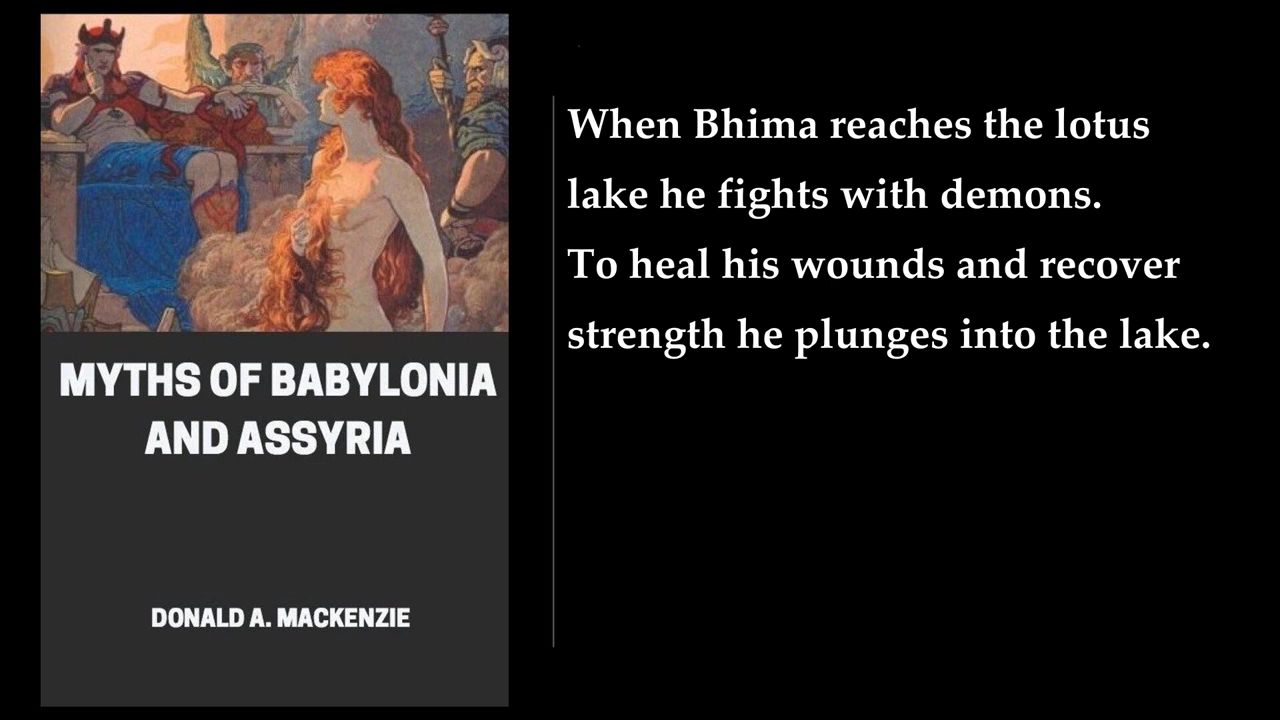 MYTHS OF BABYLONIA
AND ASSYRIA
DONALD A. MACKENZIE
When Bhima reaches the lotus
lake he fights with demons.
To heal his wounds and recover
strength he plunges into the lake.